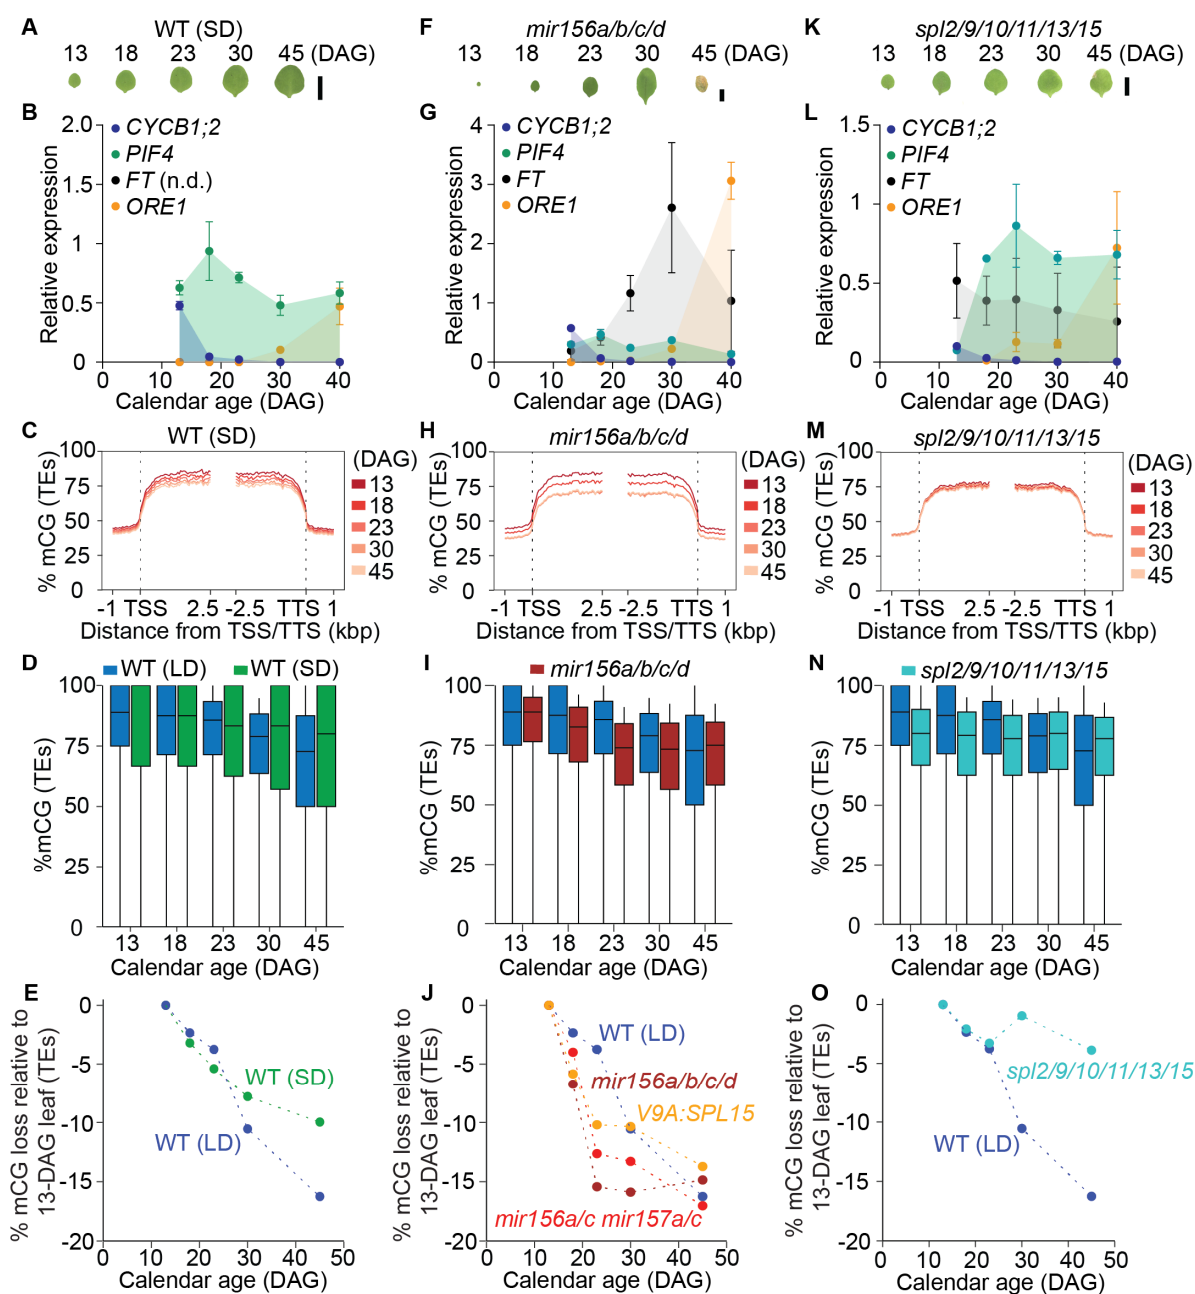 A WT (SD)
13 18 23 30 45 (DAG)
B
Relative expression
2.0
1.5
1
0.5
0
CYCB1;2
PIF4
FT (n.d.)
ORE1
0 10 20 30 40
Calendar age (DAG)
C WT (SD)
% mCG (TEs)
100
75
50
25
0
(DAG)
13
18
23
30
45
-1 TSS 2.5 -2.5 TTS 1
Distance from TSS/TTS (kbp)
D WT (LD) WT (SD)
%mCG (TEs)
100
75
50
25
0
13 18 23 30 45
Calendar age (DAG)
E
% mCG loss relative to
13-DAG leaf (TEs)
0
-5
-10
-15
-20
WT (SD)
WT (LD)
0 10 20 30 40 50
Calendar age (DAG)
F mir156a/b/c/d
13 18 23 30 45 (DAG)
G
Relative expression
4
3
2
1
0
CYCB1;2
PIF4
FT
ORE1
0 10 20 30 40
Calendar age (DAG)
H mir156a/b/c/d
% mCG (TEs)
100
75
50
25
0
(DAG)
13
18
23
30
45
-1 TSS 2.5 -2.5 TTS 1
Distance from TSS/TTS (kbp)
I mir156a/b/c/d
%mCG (TEs)
100
75
50
25
0
13 18 23 30 45
Calendar age (DAG)
J
% mCG loss relative to
13-DAG leaf (TEs)
0
-5
-10
-15
-20
WT (LD)
mir156a/b/c/d
V9A:SPL15
mir156a/c mir157a/c
0 10 20 30 40 50
Calendar age (DAG)
K spl2/9/10/11/13/15
13 18 23 30 45 (DAG)
L
Relative expression
1.5
1
0.5
0
CYCB1;2
PIF4
FT
ORE1
0 10 20 30 40
Calendar age (DAG)
M spl2/9/10/11/13/15
% mCG (TEs)
100
75
50
25
0
(DAG)
13
18
23
30
45
-1 TSS 2.5 -2.5 TTS 1
Distance from TSS/TTS (kbp)
N spl2/9/10/11/13/15
%mCG (TEs)
100
75
50
25
0
13 18 23 30 45
Calendar age (DAG)
O
% mCG loss relative to
13-DAG leaf (TEs)
0
-5
-10
-15
-20
spl2/9/10/11/13/15
WT (LD)
0 10 20 30 40 50
Calendar age (DAG)